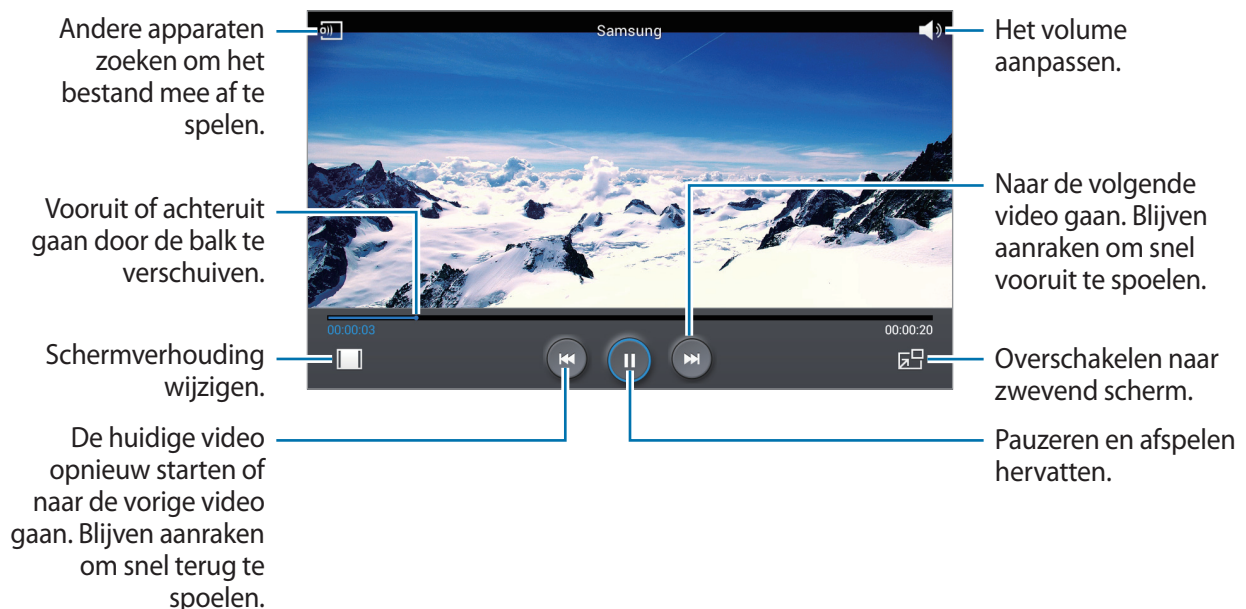 Andere apparaten
zoeken om het
bestand mee af te
spelen.
Vooruit of achteruit
gaan door de balk te
verschuiven.
Schermverhouding
wijzigen.
De huidige video
opnieuw starten of
naar de vorige video
gaan. Blijven aanraken
om snel terug te
spoelen.
Samsung
00:00:03
00:00:20
Het volume
aanpassen.
Naar de volgende
video gaan. Blijven
aanraken om snel
vooruit te spoelen.
Overschakelen naar
zwevend scherm.
Pauzeren en afspelen
hervatten.